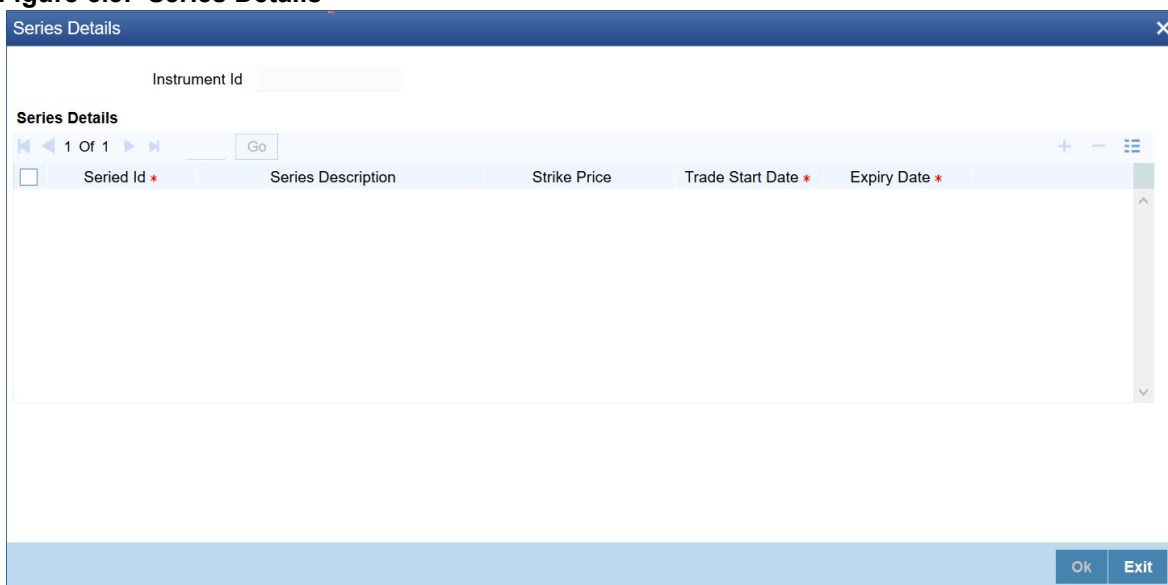 Series Details
Instrument Id
Series Details
1 Of 1 Go
Seried Id * Series Description Strike Price Trade Start Date * Expiry Date *
Ok Exit